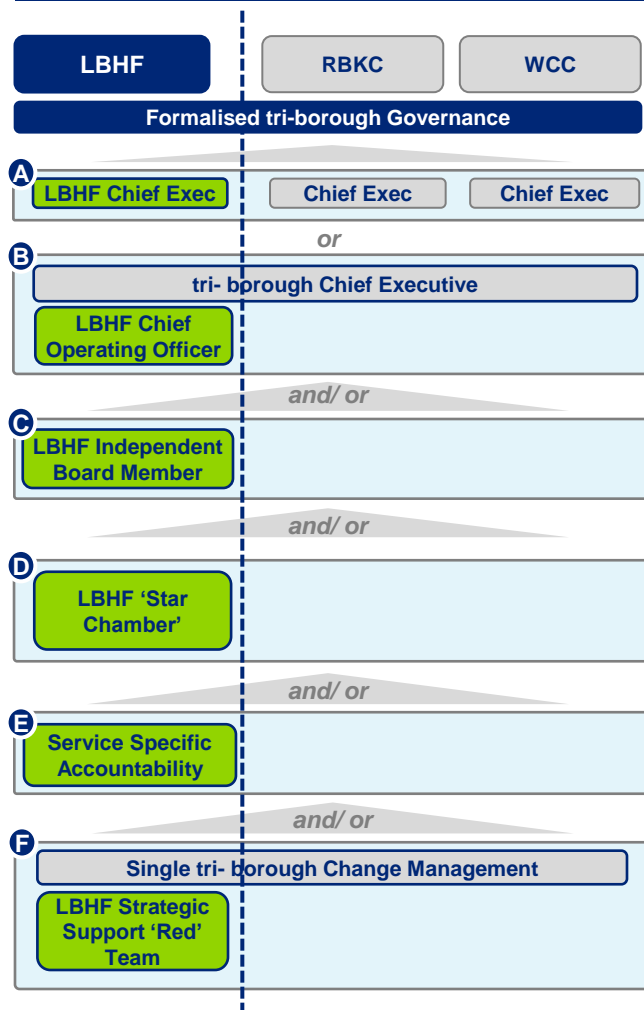 LBHF
RBKC
WCC
Formalised tri-borough Governance
A
LBHF Chief Exec
Chief Exec
Chief Exec
or
B
tri- borough Chief Executive
LBHF Chief
Operating Officer
and/ or
C
LBHF Independent
Board Member
and/ or
D
LBHF ‘Star
Chamber’
and/ or
E
Service Specific
Accountability
and/ or
F
Single tri- borough Change Management
LBHF Strategic
Support ‘Red’
Team